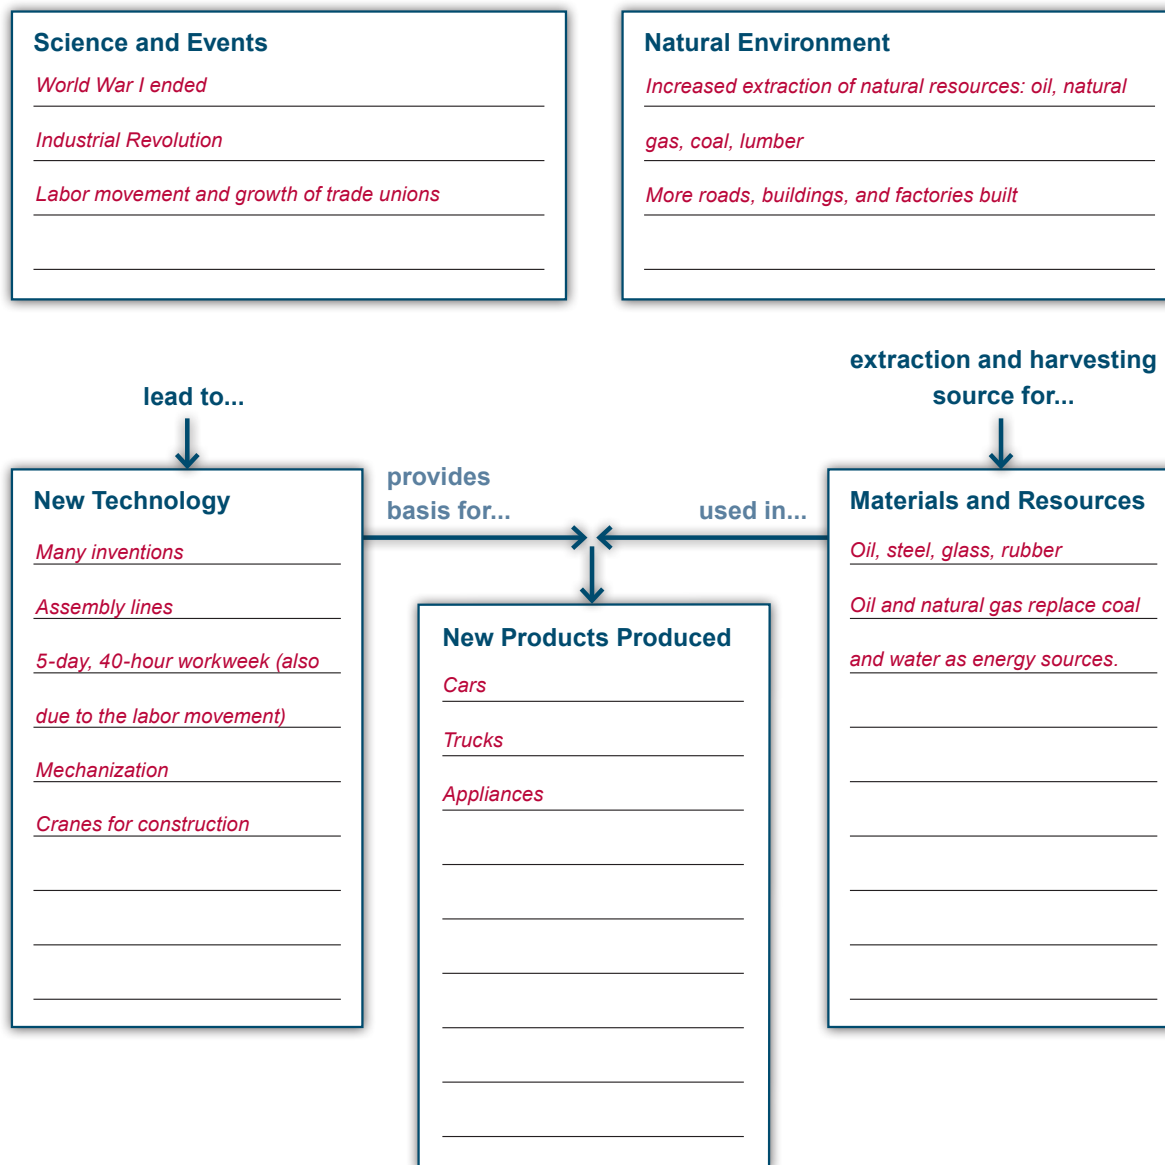 Science and Events
World War I ended
Industrial Revolution
Labor movement and growth of trade unions
Natural Environment
Increased extraction of natural resources: oil, natural
gas, coal, lumber
More roads, buildings, and factories built
lead to...
extraction and harvesting
source for...
New Technology
Many inventions
Assembly lines
5-day, 40-hour workweek (also
due to the labor movement)
Mechanization
Cranes for construction
provides
basis for...
used in...
Materials and Resources
Oil, steel, glass, rubber
Oil and natural gas replace coal
and water as energy sources.
New Products Produced
Cars
Trucks
Appliances